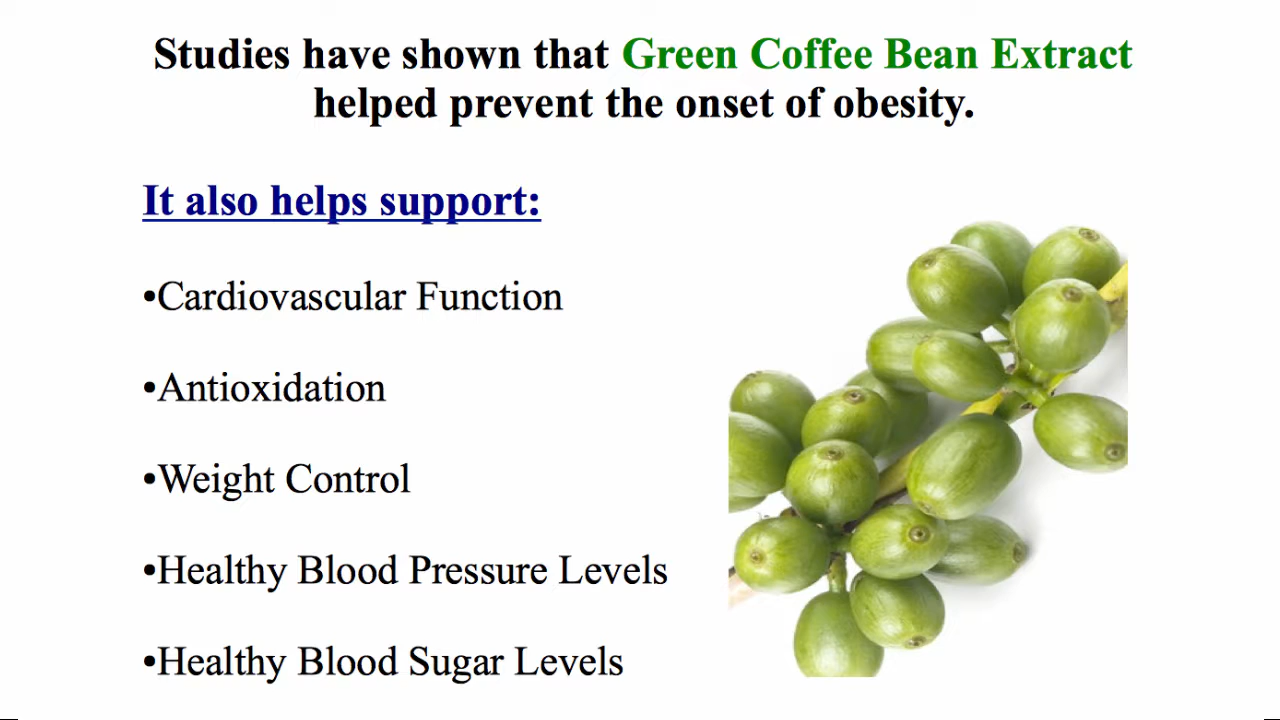 Studies have shown that Green Coffee Bean Extract
helped prevent the onset of obesity.
It also helps support:
•Cardiovascular Function
•Antioxidation
•Weight Control
•Healthy Blood Pressure Levels
•Healthy Blood Sugar Levels